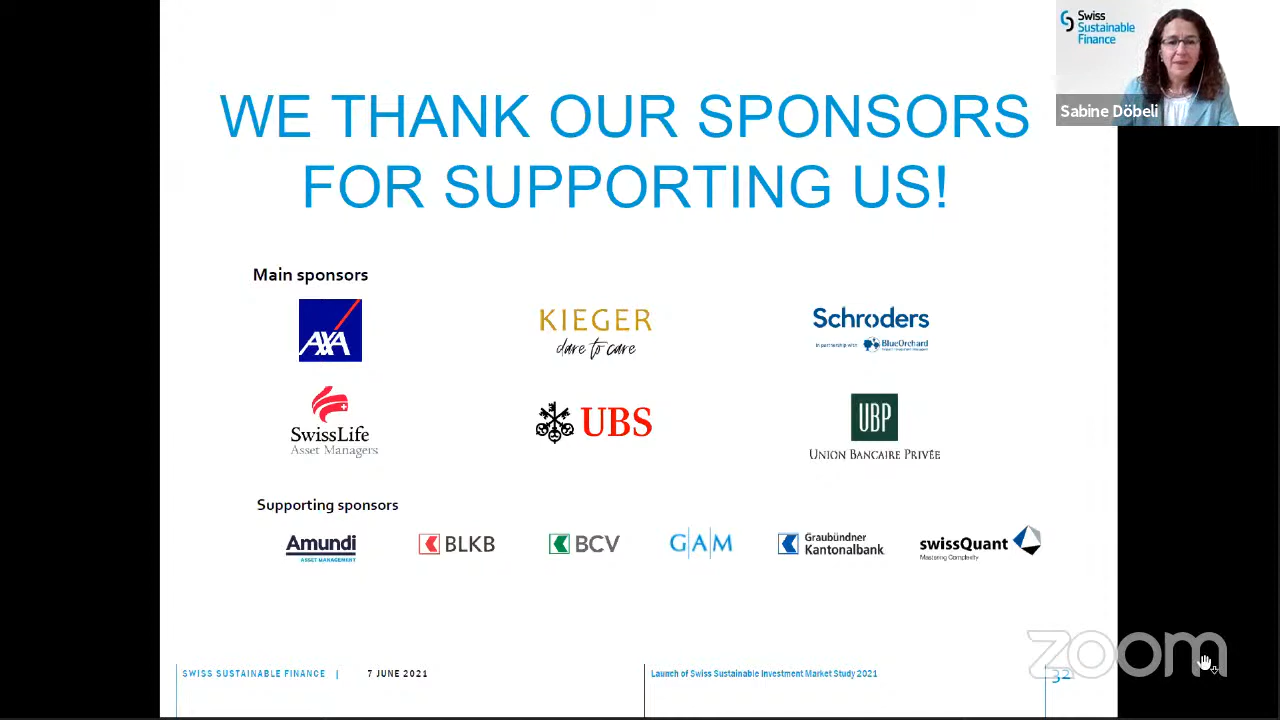 Swiss
Sustainable
Finance
Sabine Döbeli
WE THANK OUR SPONSORS
FOR SUPPORTING US!
Main sponsors
AXA
KIEGER
dare to care
Schroders
in partnership with BlueOrchard
SwissLife
Asset Managers
UBS
UBP
UNION BANCAIRE PRIVÉE
Supporting sponsors
Amundi
ASSET MANAGEMENT
BLKB
BCV
GAM
Graubündner
Kantonalbank
swissQuant
Mastering Complexity
zoom
SWISS SUSTAINABLE FINANCE | 7 JUNE 2021
Launch of Swiss Sustainable Investment Market Study 2021
32